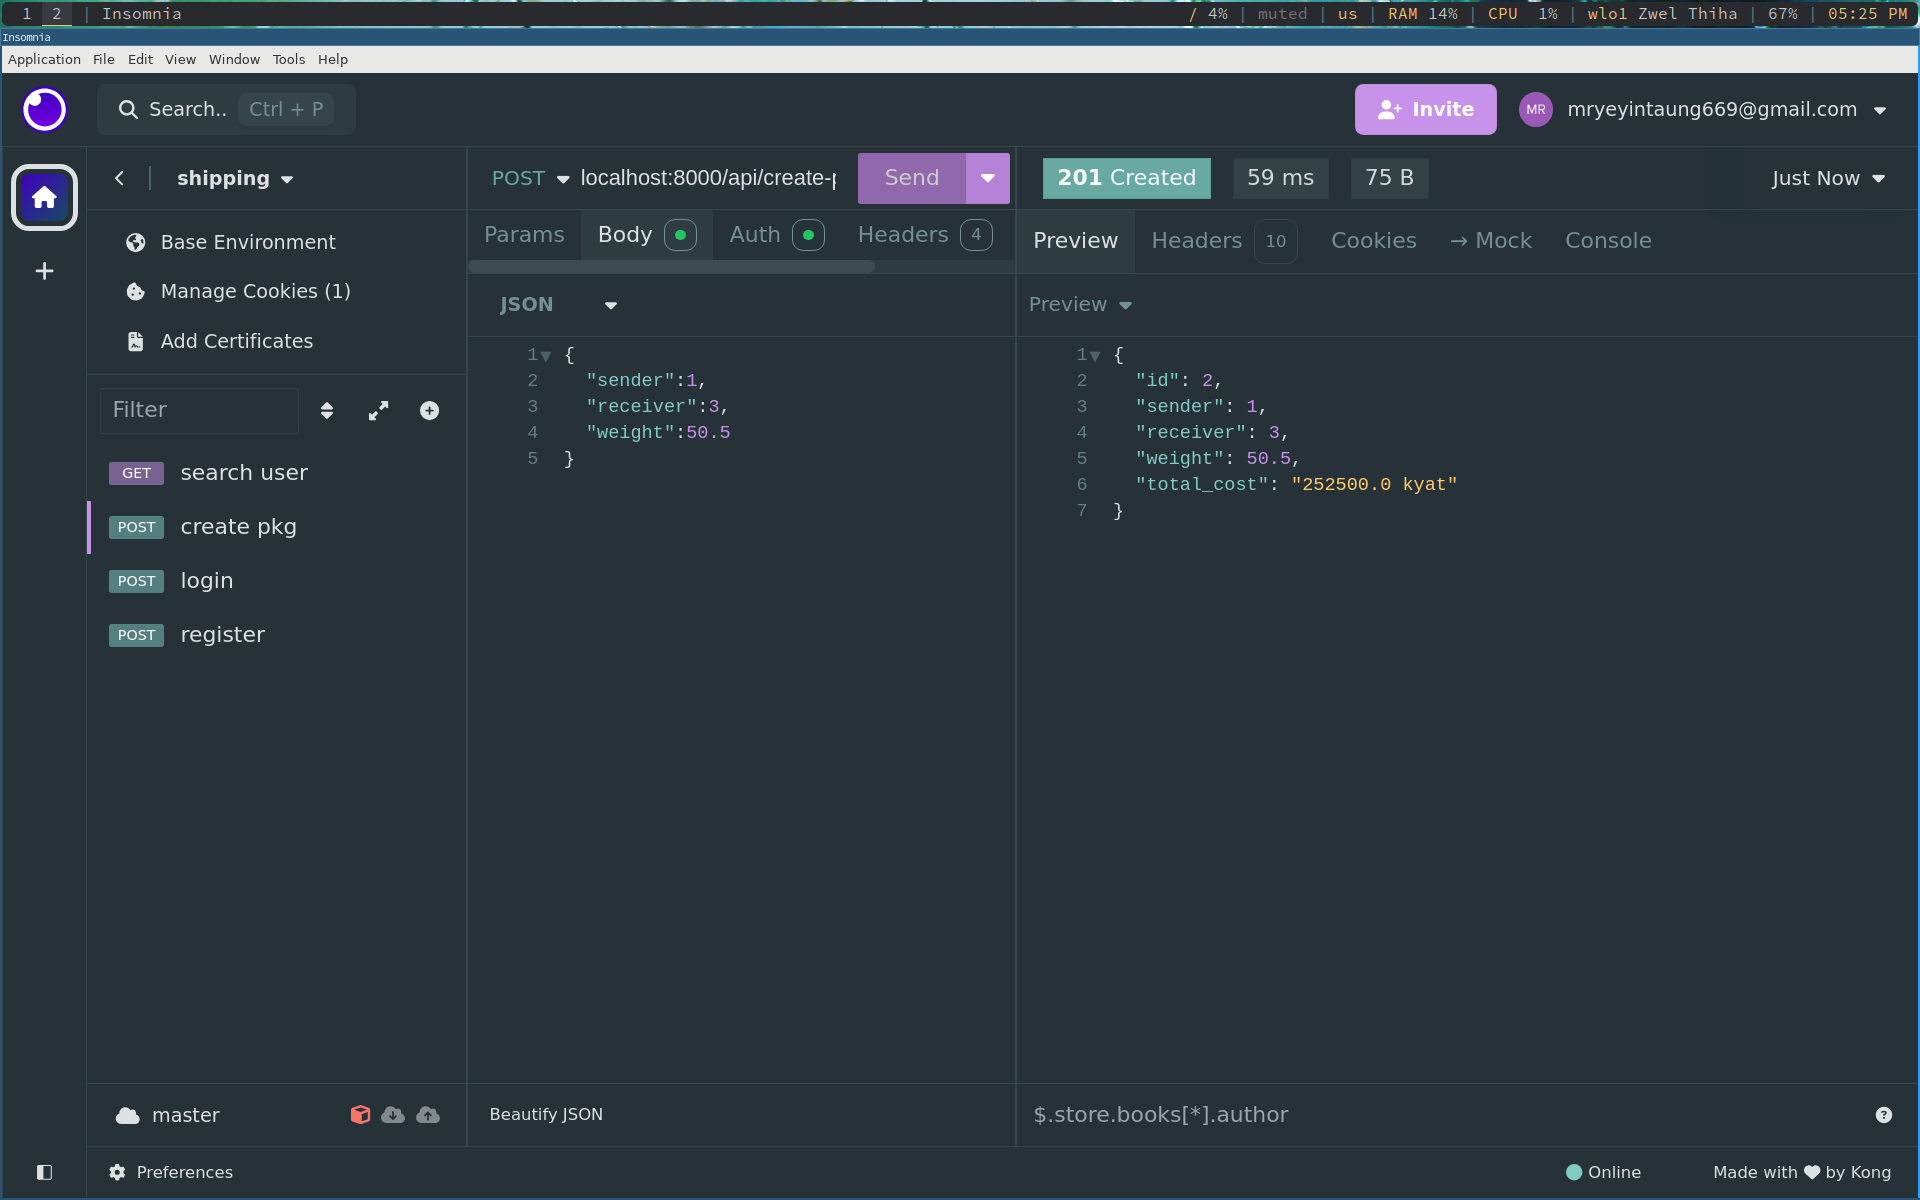 1 2 | Insomnia / 4% | muted | us | RAM 14% | CPU 1% | wlo1 Zwel Thiha | 67% | 05:25 PM
Insomnia
Application File Edit View Window Tools Help
Search.. Ctrl + P Invite MR mryeyintaung669@gmail.com
shipping
Base Environment
Manage Cookies (1)
Add Certificates
Filter
GET search user
POST create pkg
POST login
POST register
master
POST localhost:8000/api/create-p Send
Params Body Auth Headers 4
JSON
1 {
2 "sender":1,
3 "receiver":3,
4 "weight":50.5
5 }
Beautify JSON
201 Created 59 ms 75 B Just Now
Preview Headers 10 Cookies → Mock Console
Preview
1 {
2 "id": 2,
3 "sender": 1,
4 "receiver": 3,
5 "weight": 50.5,
6 "total_cost": "252500.0 kyat"
7 }
$.store.books[*].author
Preferences Online Made with ♥ by Kong